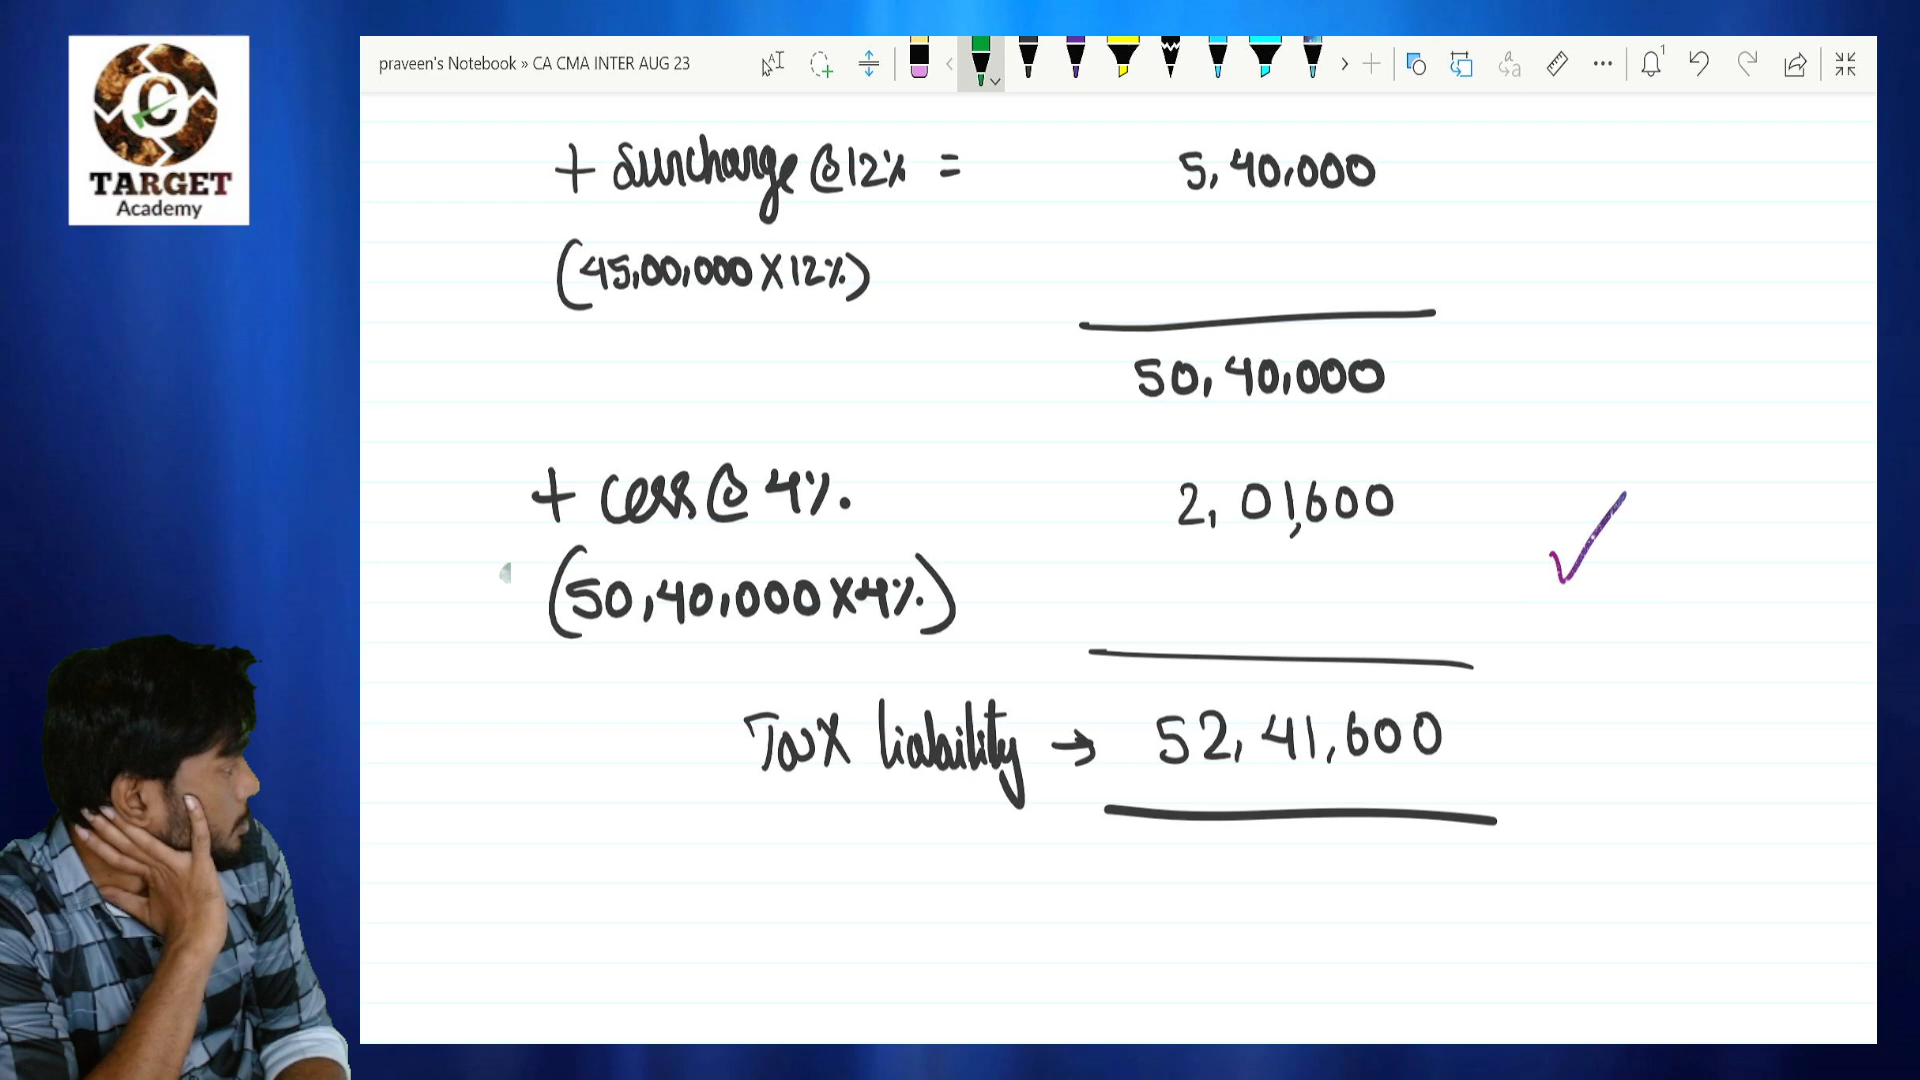 TARGET
Academy
praveen's Notebook » CA CMA INTER AUG 23
+ Surcharge @ 12% = 5,40,000
(45,00,000 X 12%)
50,40,000
+ cess @ 4%. 2,01,600
(50,40,000 X 4%.)
Tax liability → 52,41,600